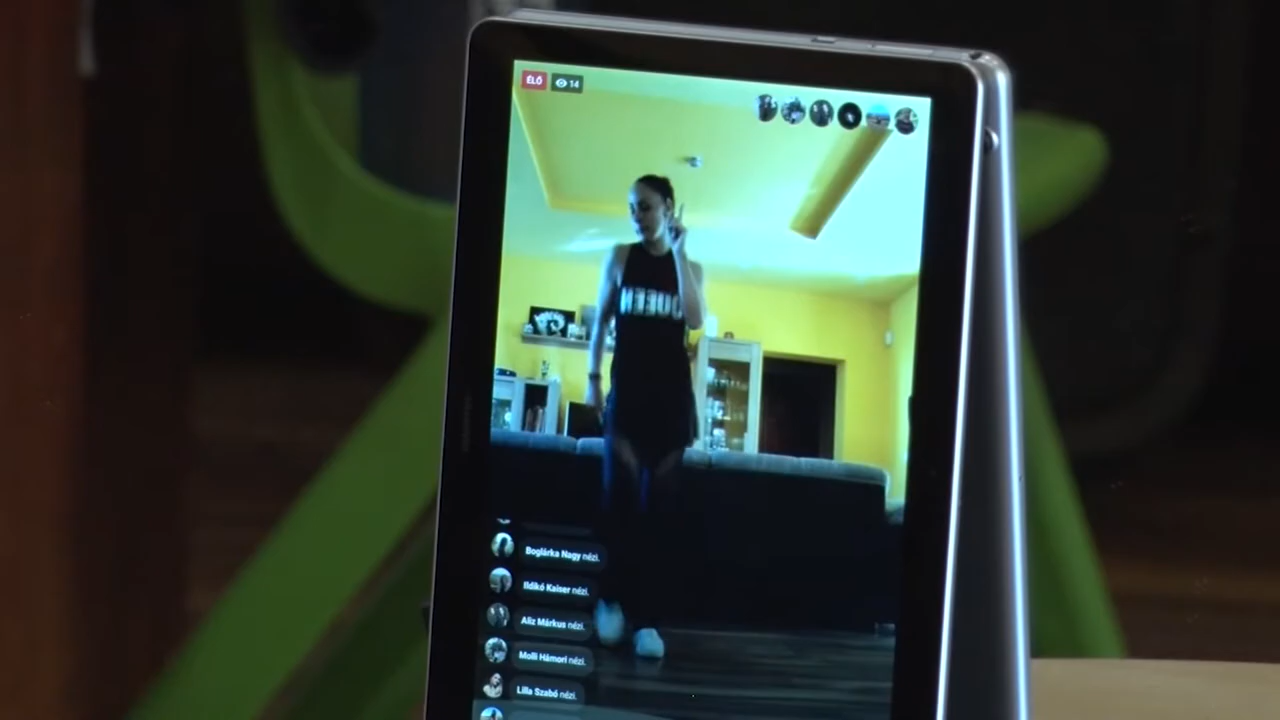 ÉLŐ
14
QUEEN
Boglárka Nagy nézi.
Ildikó Kaiser nézi.
Aliz Márkus nézi.
Molli Hámori nézi.
Lilla Szabó nézi.